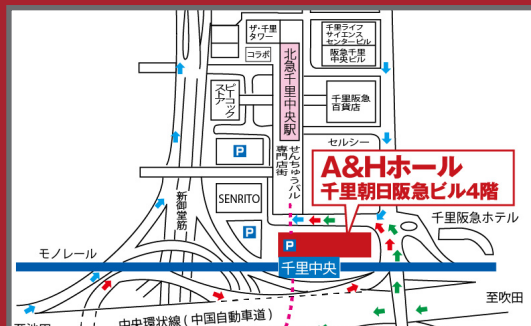 ザ・千里
タワー
コラボ
千里ライフ
サイエンス
センタービル
阪急千里
中央ビル
北急千里中央駅
ピーコック
ストア
千里阪急
百貨店
セルシー
せんちゅうパル
専門店街
P
A&Hホール
千里朝日阪急ビル4階
新御堂筋
SENRITO
P
千里阪急ホテル
モノレール
P
千里中央
至吹田
中央環状線(中国自動車道)
至池田